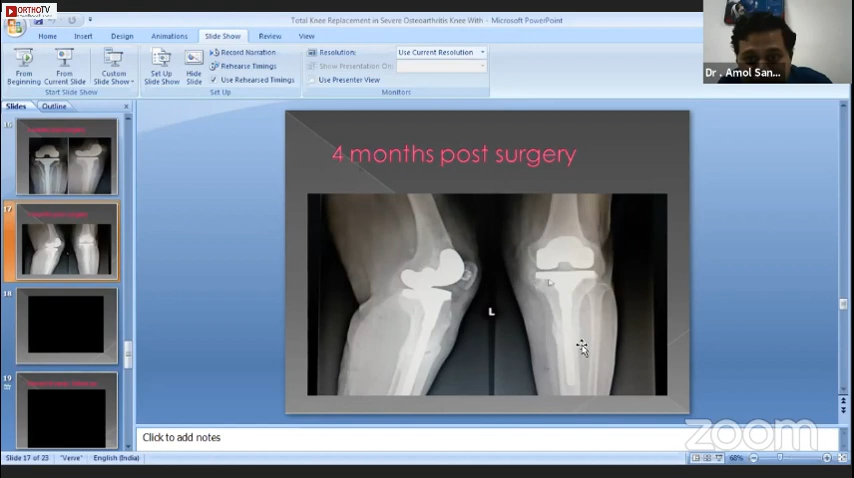 ORTHOTV
Total Knee Replacement in Severe Osteoarthritis Knee With - Microsoft PowerPoint
Home Insert Design Animations Slide Show Review View
From Beginning
From Current Slide
Custom Slide Show
Start Slide Show
Set Up Slide Show
Hide Slide
Record Narration
Rehearse Timings
Use Rehearsed Timings
Set Up
Resolution: Use Current Resolution
Show Presentation On:
Use Presenter View
Monitors
Dr . Amol San...
Slides Outline
16
17
18
19
4 months post surgery
L
Click to add notes
zoom
Slide 17 of 23 "Verve" English (India) 68%